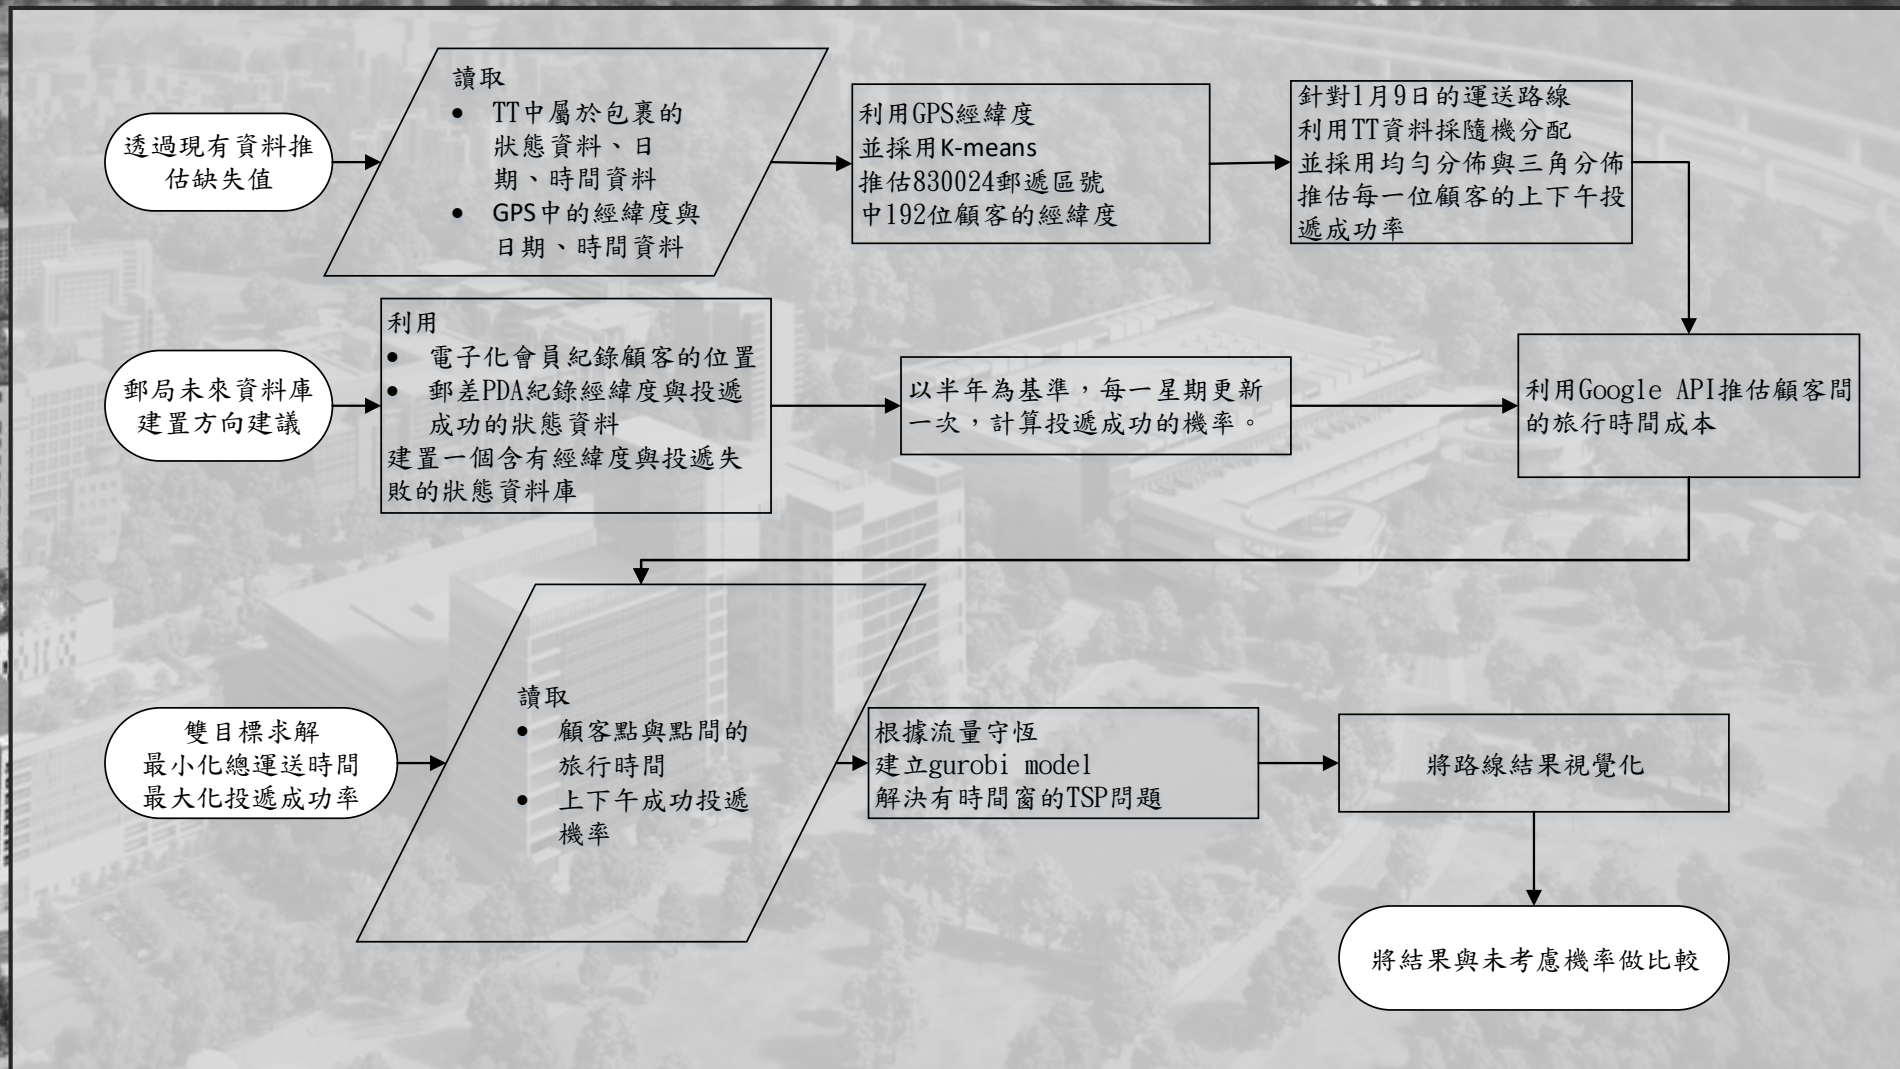 透過現有資料推
估缺失值
讀取
• TT中屬於包裹的
狀態資料、日
期、時間資料
• GPS中的經緯度與
日期、時間資料
利用GPS經緯度
並採用K-means
推估830024郵遞區號
中192位顧客的經緯度
針對1月9日的運送路線
利用TT資料採隨機分配
並採用均勻分佈與三角分佈
推估每一位顧客的上下午投
遞成功率
郵局未來資料庫
建置方向建議
利用
• 電子化會員紀錄顧客的位置
• 郵差PDA紀錄經緯度與投遞
成功的狀態資料
建置一個含有經緯度與投遞失
敗的狀態資料庫
以半年為基準，每一星期更新
一次，計算投遞成功的機率。
利用Google API推估顧客間
的旅行時間成本
雙目標求解
最小化總運送時間
最大化投遞成功率
讀取
• 顧客點與點間的
旅行時間
• 上下午成功投遞
機率
根據流量守恆
建立gurobi model
解決有時間窗的TSP問題
將路線結果視覺化
將結果與未考慮機率做比較